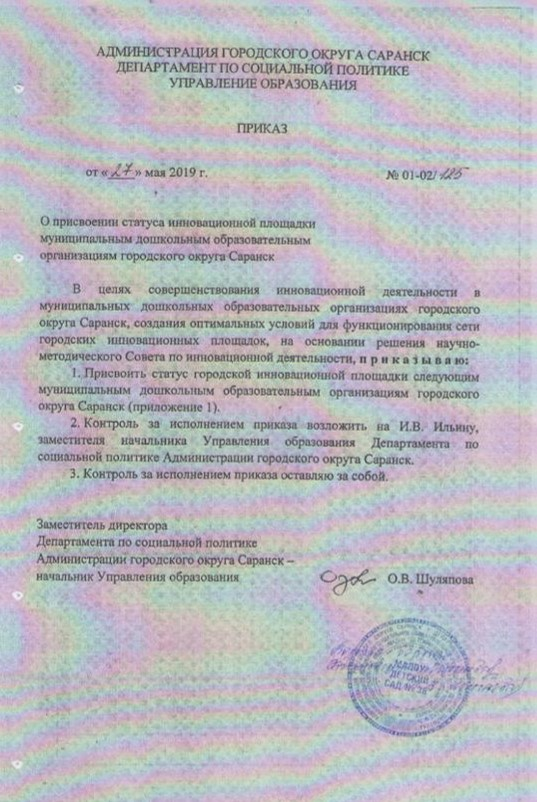 АДМИНИСТРАЦИЯ ГОРОДСКОГО ОКРУГА САРАНСК
ДЕПАРТАМЕНТ ПО СОЦИАЛЬНОЙ ПОЛИТИКЕ
УПРАВЛЕНИЕ ОБРАЗОВАНИЯ
ПРИКАЗ
от « 27 » мая 2019 г. № 01-02/ 125
О присвоении статуса инновационной площадки
муниципальным дошкольным образовательным
организациям городского округа Саранск
В целях совершенствования инновационной деятельности в
муниципальных дошкольных образовательных организациях городского
округа Саранск, создания оптимальных условий для функционирования сети
городских инновационных площадок, на основании решения научно-
методического Совета по инновационной деятельности, п р и к а з ы в а ю:
1. Присвоить статус городской инновационной площадки следующим
муниципальным дошкольным образовательным организациям городского
округа Саранск (приложение 1).
2. Контроль за исполнением приказа возложить на И.В. Ильину,
заместителя начальника Управления образования Департамента по
социальной политике Администрации городского округа Саранск.
3. Контроль за исполнением приказа оставляю за собой.
Заместитель директора
Департамента по социальной политике
Администрации городского округа Саранск –
начальник Управления образования О.В. Шуляпова
МАДОУ
ДЕТСКИЙ
САД №